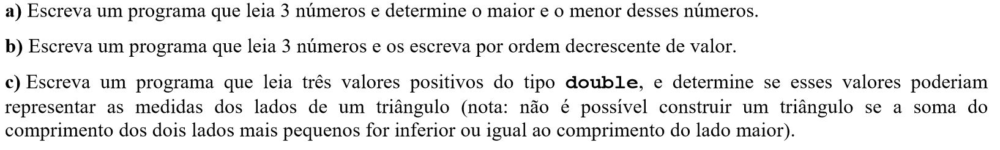 a) Escreva um programa que leia 3 números e determine o maior e o menor desses números.
b) Escreva um programa que leia 3 números e os escreva por ordem decrescente de valor.
c) Escreva um programa que leia três valores positivos do tipo double, e determine se esses valores poderiam
representar as medidas dos lados de um triângulo (nota: não é possível construir um triângulo se a soma do
comprimento dos dois lados mais pequenos for inferior ou igual ao comprimento do lado maior).